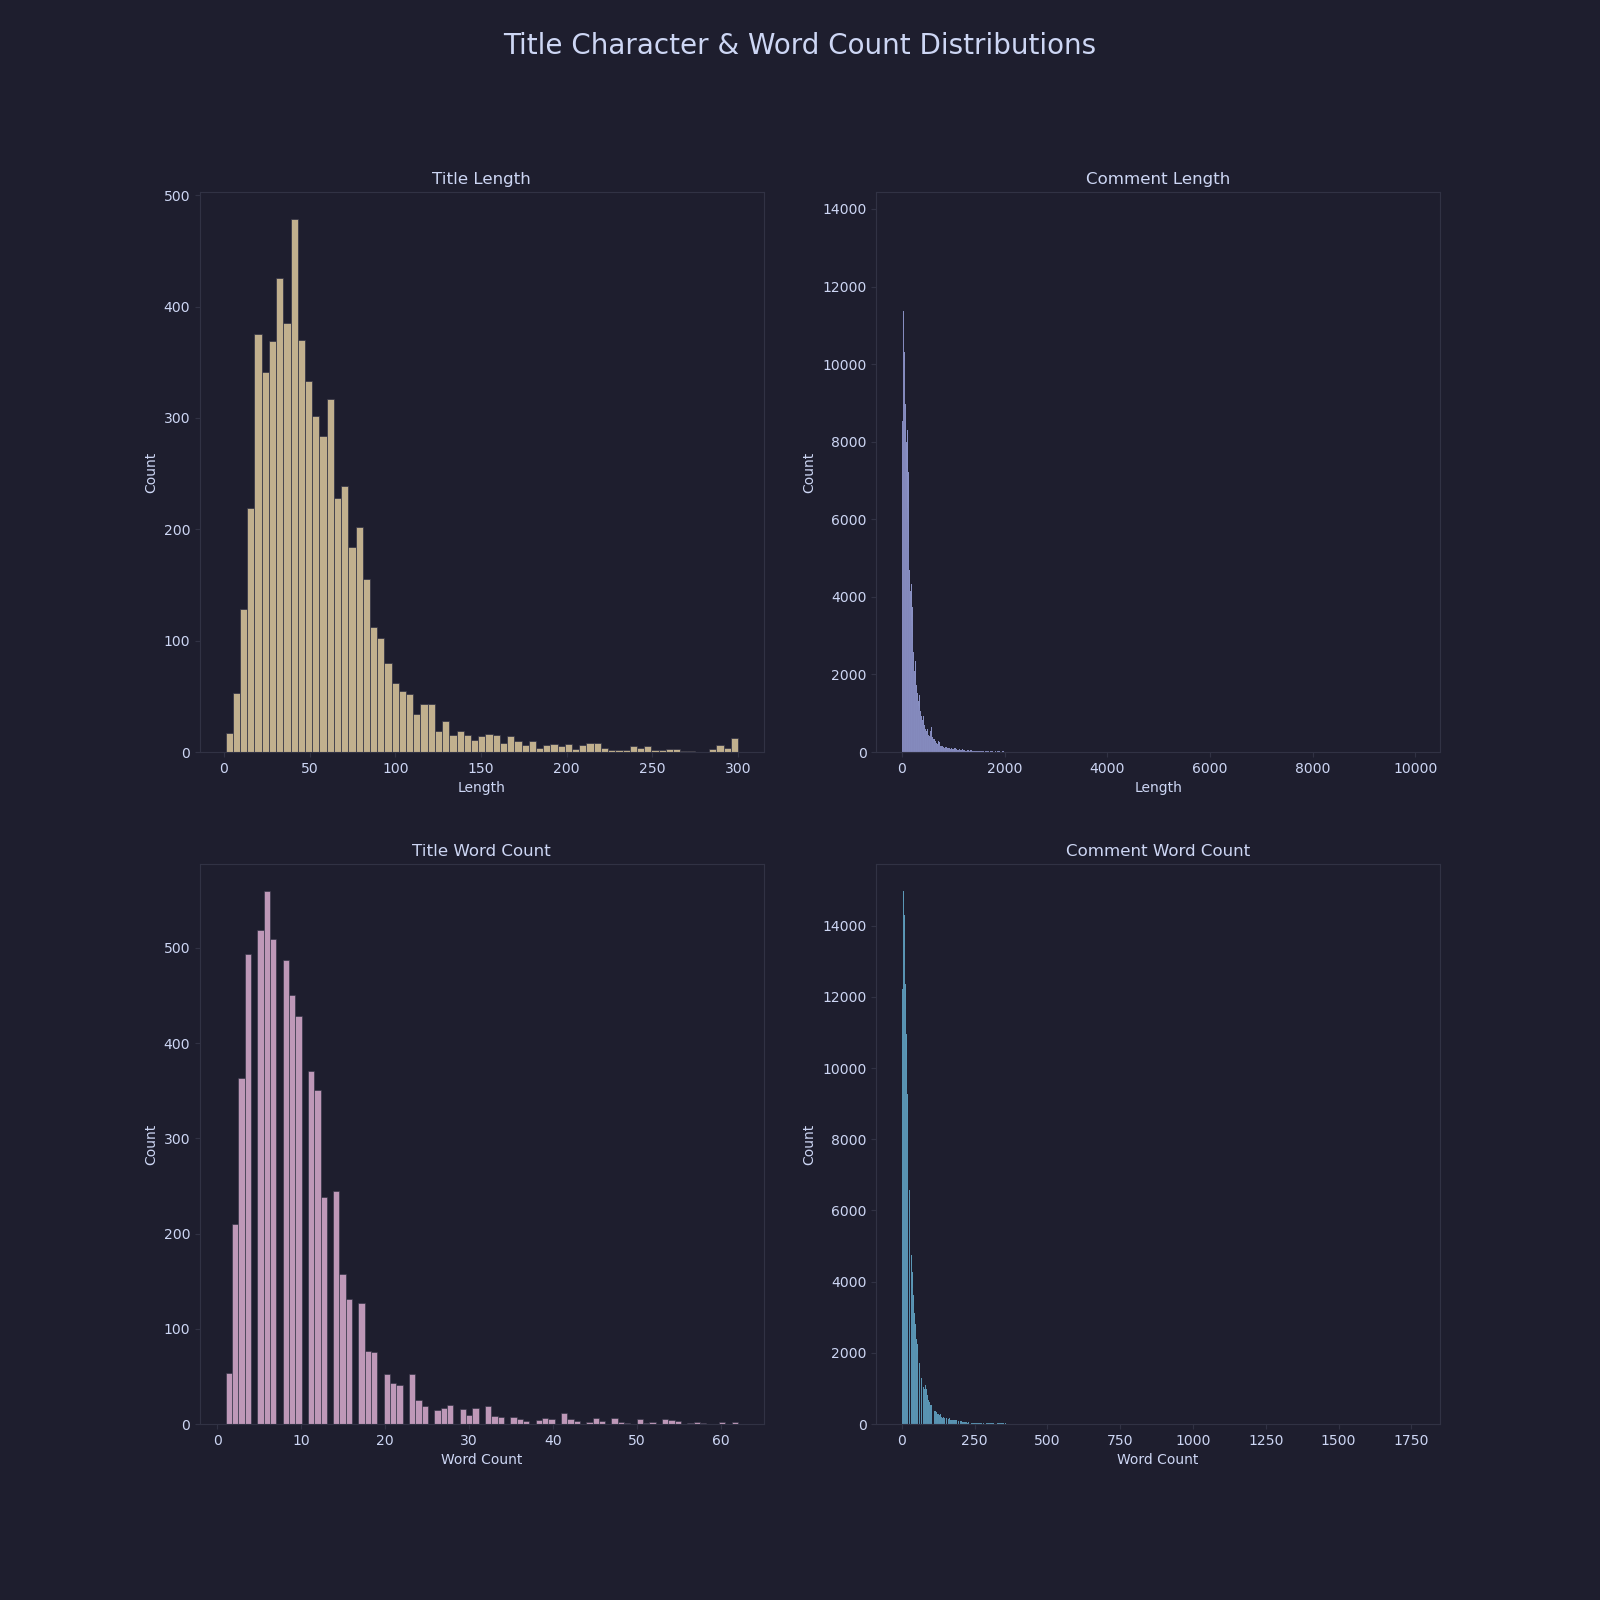 Title Character & Word Count Distributions
Title Length
500
400
300
200
100
0
Count
0 50 100 150 200 250 300
Length
Comment Length
14000
12000
10000
8000
6000
4000
2000
0
Count
0 2000 4000 6000 8000 10000
Length
Title Word Count
500
400
300
200
100
0
Count
0 10 20 30 40 50 60
Word Count
Comment Word Count
14000
12000
10000
8000
6000
4000
2000
0
Count
0 250 500 750 1000 1250 1500 1750
Word Count